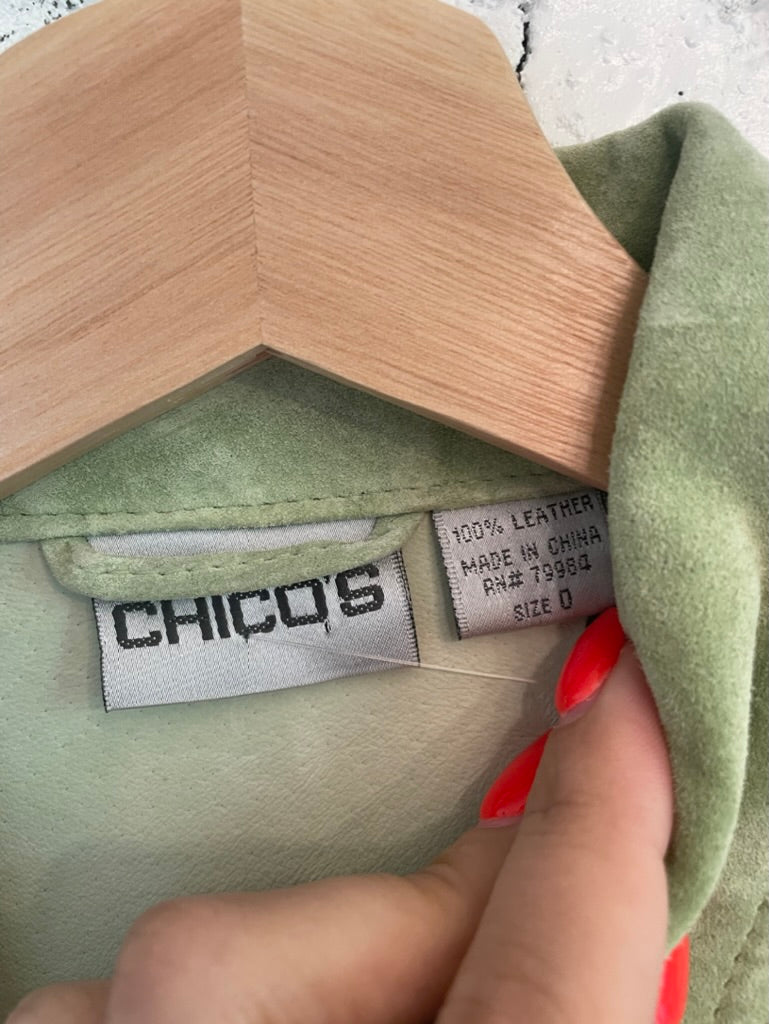 CHICO'S
100% LEATHER
MADE IN CHINA
RN# 79984
SIZE 0